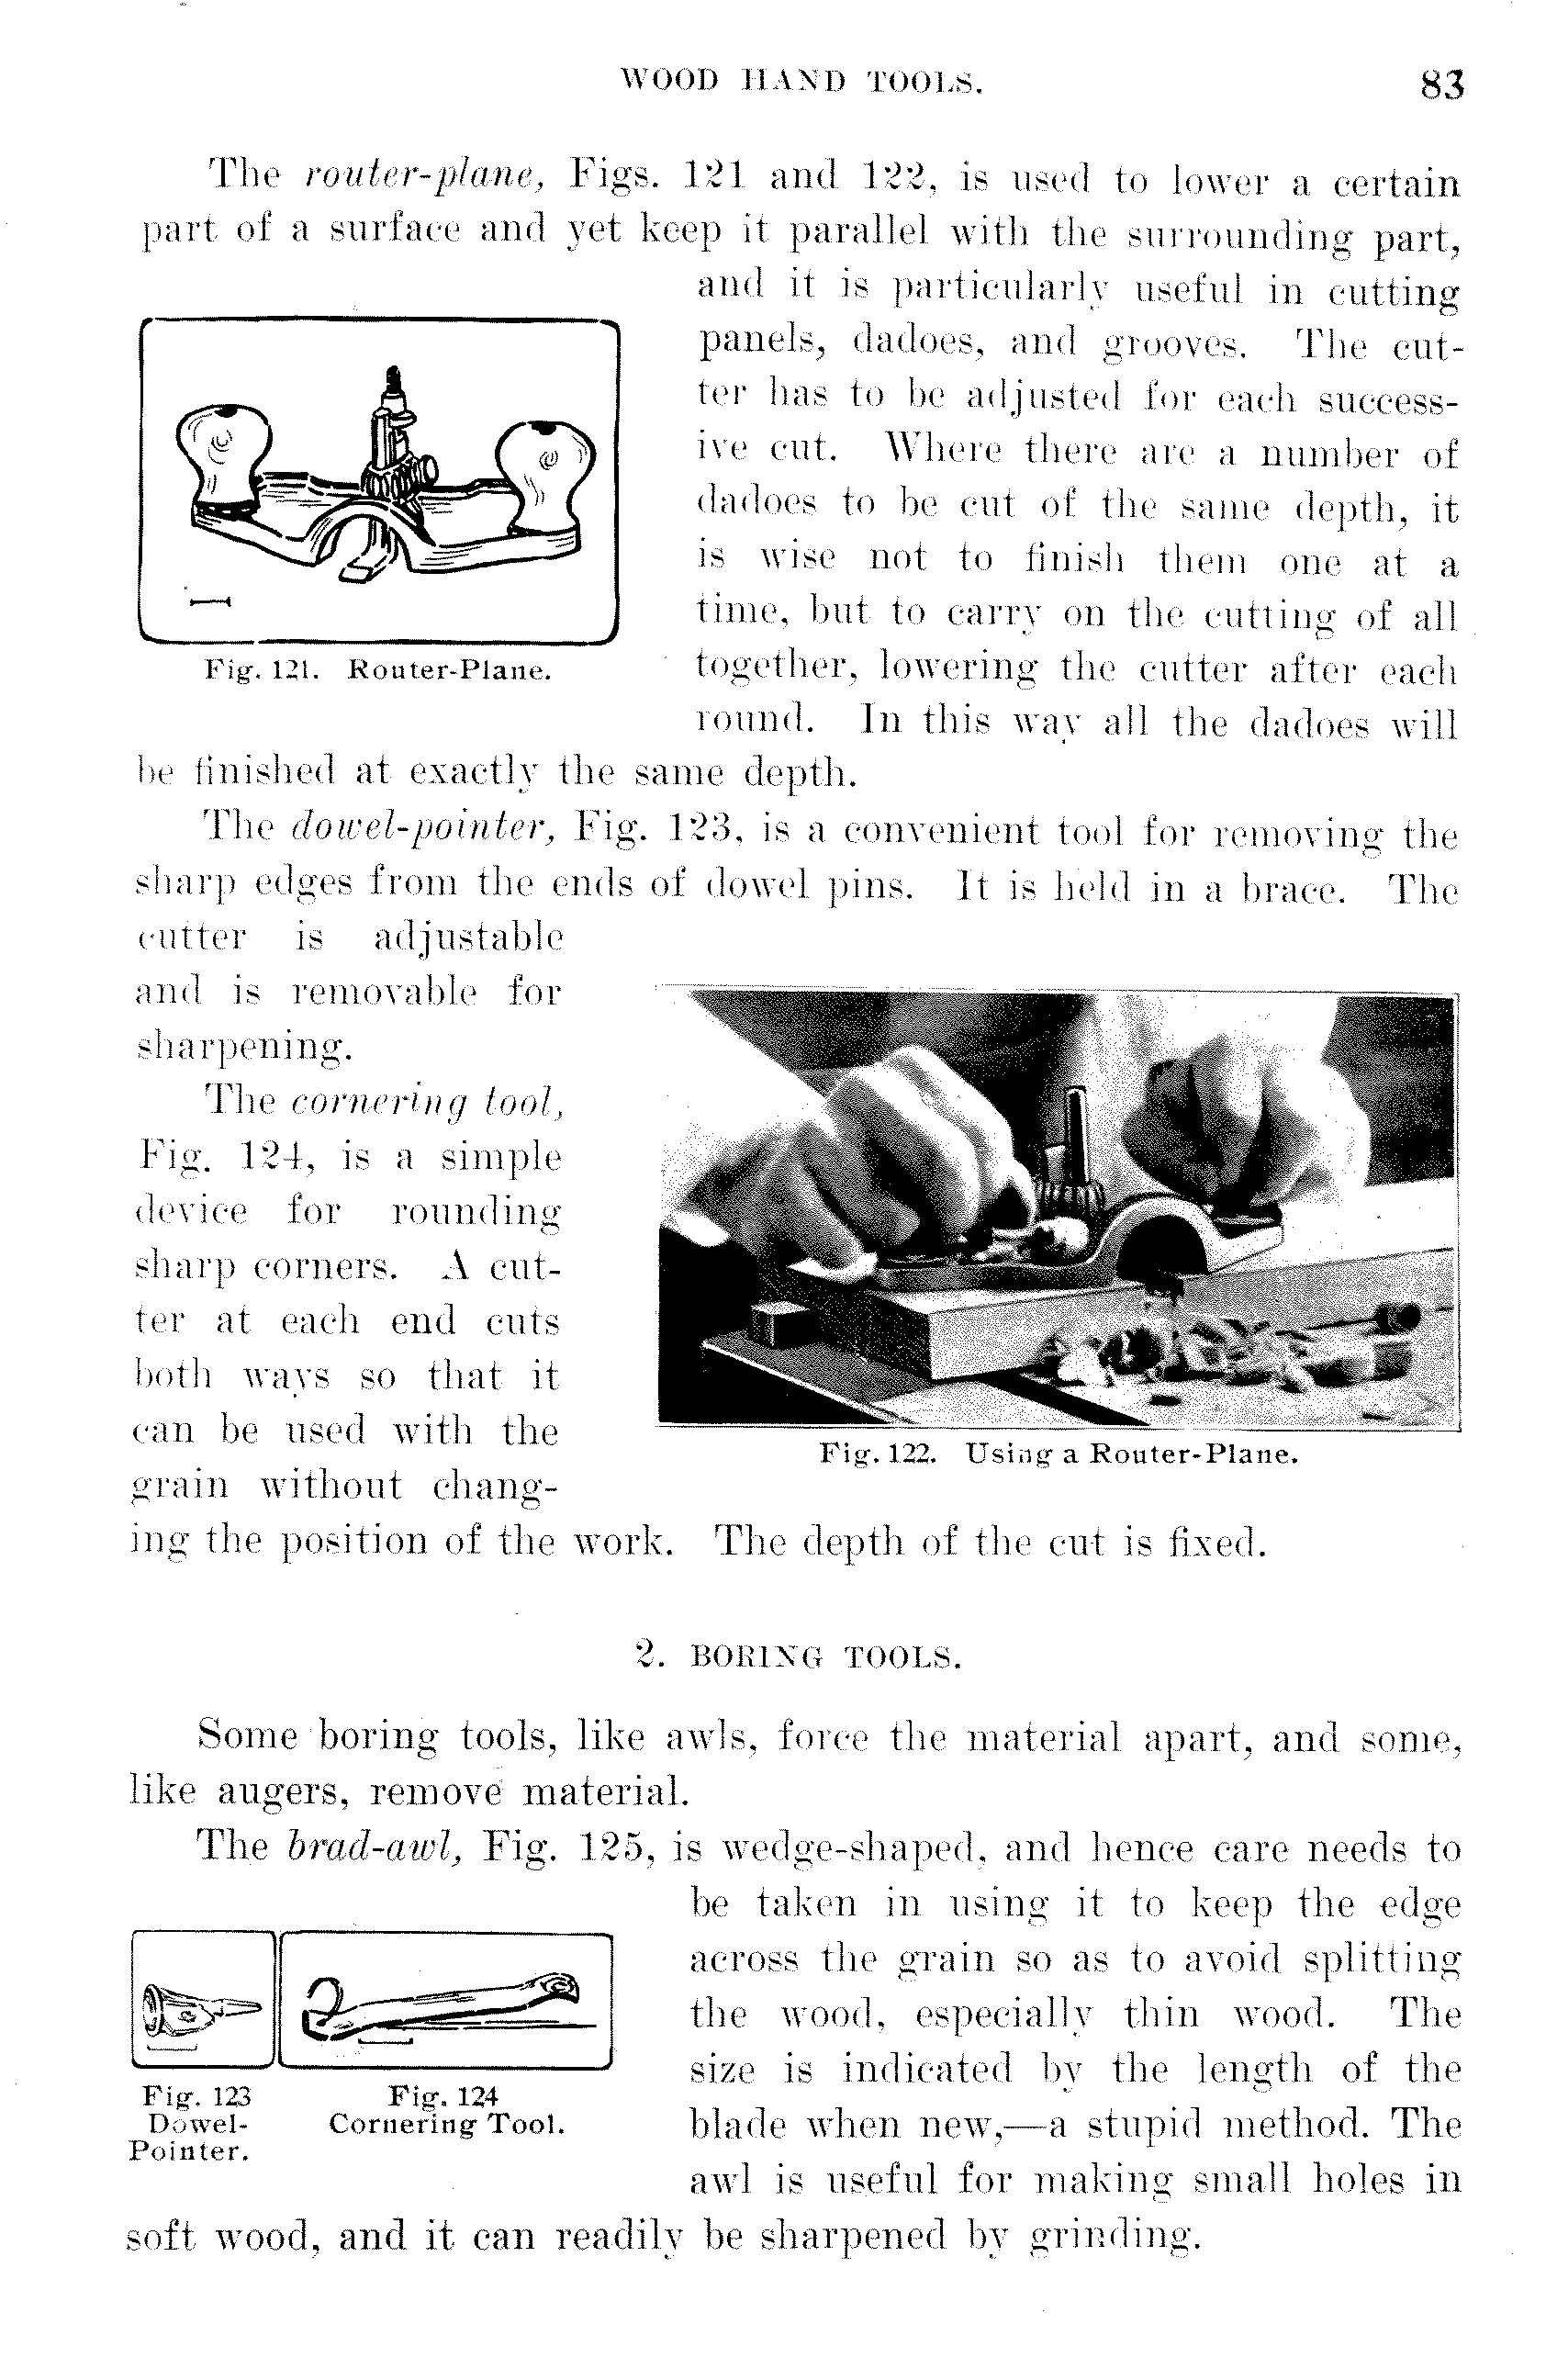 WOOD HAND TOOLS. 83
The router-plane, Figs. 121 and 122, is used to lower a certain
part of a surface and yet keep it parallel with the surrounding part,
and it is particularly useful in cutting
panels, dadoes, and grooves. The cut-
ter has to be adjusted for each success-
ive cut. Where there are a number of
dadoes to be cut of the same depth, it
is wise not to finish them one at a
time, but to carry on the cutting of all
together, lowering the cutter after each
round. In this way all the dadoes will
Fig. 121. Router-Plane.
be finished at exactly the same depth.
The dowel-pointer, Fig. 123, is a convenient tool for removing the
sharp edges from the ends of dowel pins. It is held in a brace. The
cutter is adjustable
and is removable for
sharpening.
The cornering tool,
Fig. 124, is a simple
device for rounding
sharp corners. A cut-
ter at each end cuts
both ways so that it
can be used with the
grain without chang-
Fig. 122. Using a Router-Plane.
ing the position of the work. The depth of the cut is fixed.
2. BORING TOOLS.
Some boring tools, like awls, force the material apart, and some,
like augers, remove material.
The brad-awl, Fig. 125, is wedge-shaped, and hence care needs to
be taken in using it to keep the edge
across the grain so as to avoid splitting
the wood, especially thin wood. The
size is indicated by the length of the
blade when new,—a stupid method. The
awl is useful for making small holes in
Fig. 123
Dowel-
Pointer.
Fig. 124
Cornering Tool.
soft wood, and it can readily be sharpened by grinding.